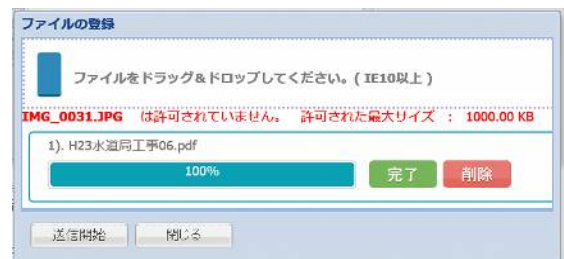 ファイルの登録
ファイルをドラッグ＆ドロップしてください。( IE10以上 )
IMG_0031.JPG は許可されていません。 許可された最大サイズ : 1000.00 KB
1). H23水道局工事06.pdf
100% 完了 削除
送信開始 閉じる